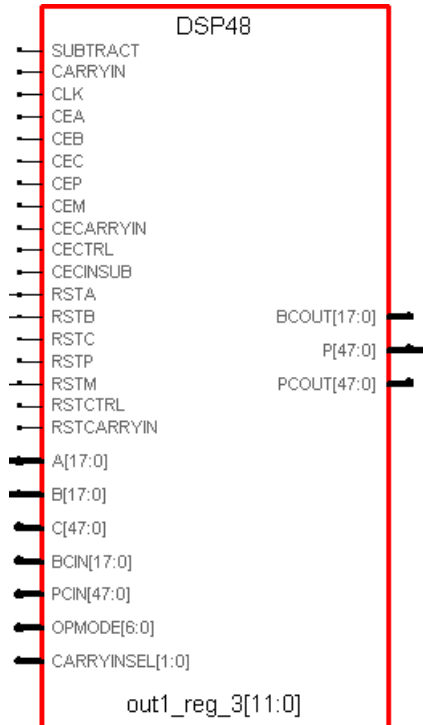 DSP48
SUBTRACT
CARRYIN
CLK
CEA
CEB
CEC
CEP
CEM
CECARRYIN
CECTRL
CECINSUB
RSTA
RSTB
RSTC
RSTP
RSTM
RSTCTRL
RSTCARRYIN
A[17:0]
B[17:0]
C[47:0]
BCIN[17:0]
PCIN[47:0]
OPMODE[6:0]
CARRYINSEL[1:0]
BCOUT[17:0]
P[47:0]
PCOUT[47:0]
out1_reg_3[11:0]